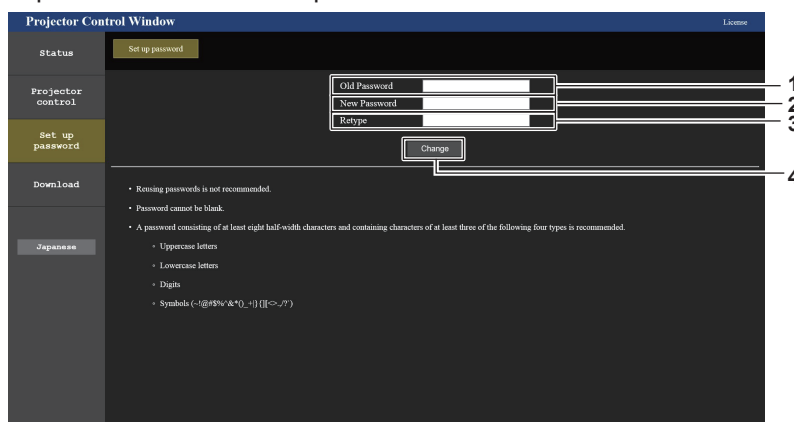 Projector Control Window
License
Status
Set up password
Projector
control
Set up
password
Download
Japanese
Old Password
New Password
Retype
Change
1
2
3
4
• Reusing passwords is not recommended.
• Password cannot be blank.
• A password consisting of at least eight half-width characters and containing characters of at least three of the following four types is recommended.
Uppercase letters
Lowercase letters
Digits
Symbols (~!@#$%^&*()_+|}{][<>.,/?`)